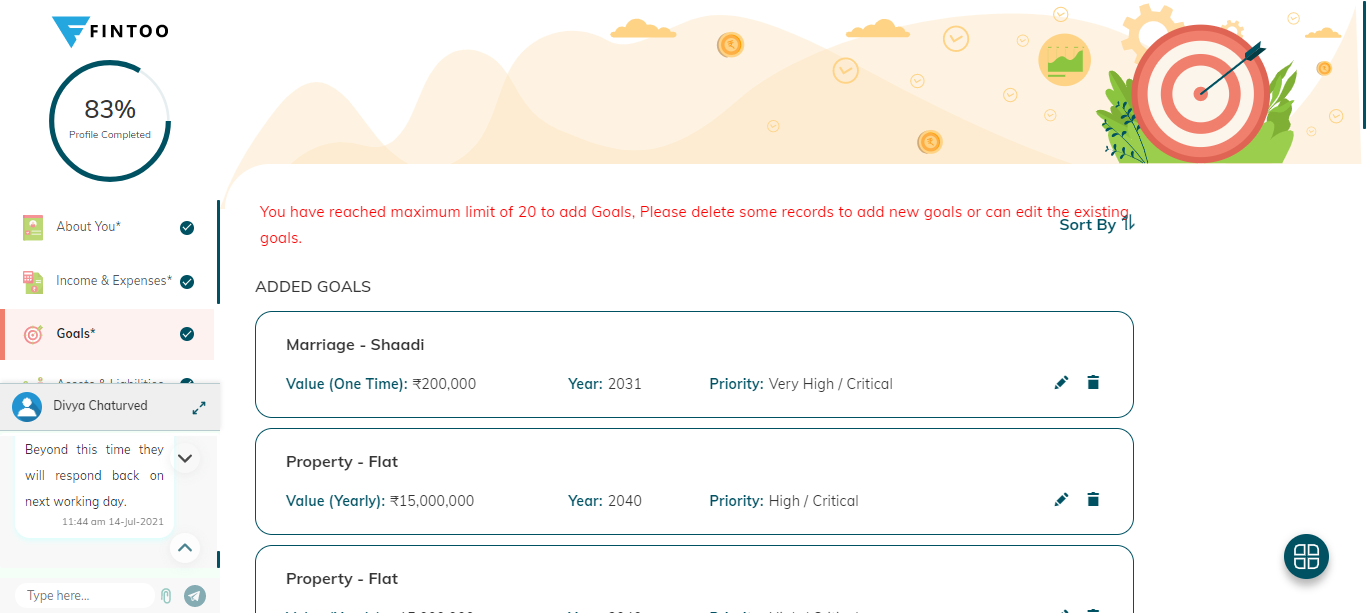 FINTOO
83%
Profile Completed
About You*
Income & Expenses*
Goals*
Assets & Liabilities
Divya Chaturved
Beyond this time they
will respond back on
next working day.
11:44 am 14-Jul-2021
Type here...
You have reached maximum limit of 20 to add Goals, Please delete some records to add new goals or can edit the existing
goals.
Sort By
ADDED GOALS
Marriage - Shaadi
Value (One Time): ₹200,000 Year: 2031 Priority: Very High / Critical
Property - Flat
Value (Yearly): ₹15,000,000 Year: 2040 Priority: High / Critical
Property - Flat